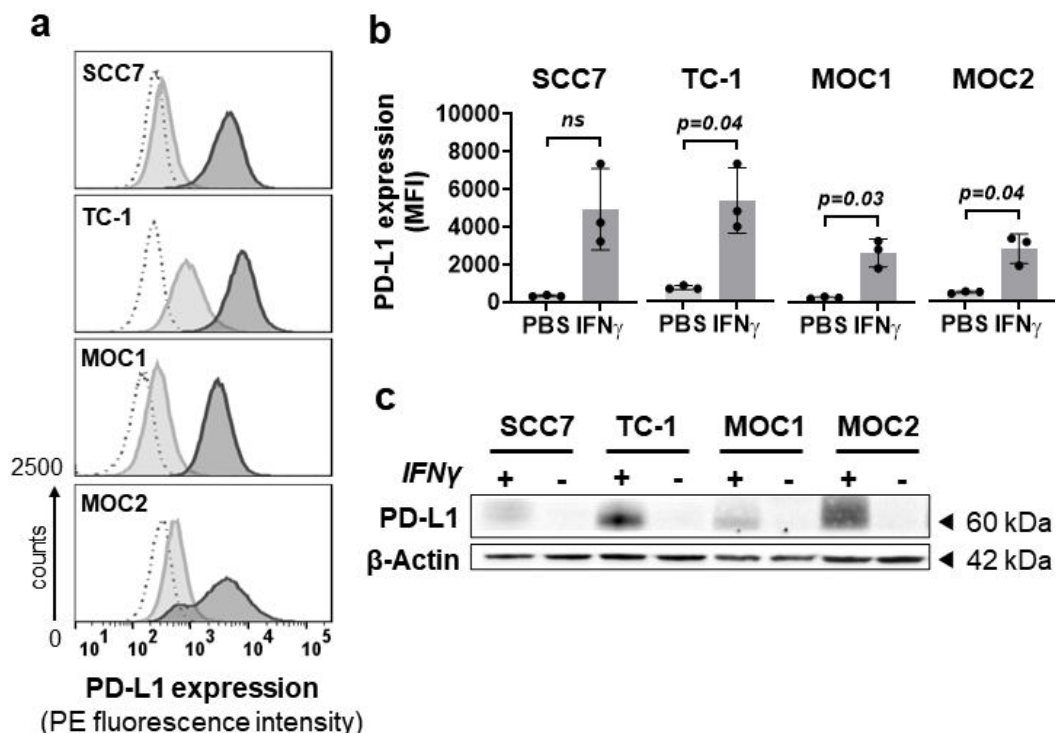 a
SCC7
TC-1
MOC1
2500
MOC2
counts
0
10¹ 10² 10³ 10⁴ 10⁵
PD-L1 expression
(PE fluorescence intensity)
b
SCC7 TC-1 MOC1 MOC2
PD-L1 expression
(MFI)
10000
8000
6000
4000
2000
0
ns
p=0.04
p=0.03
p=0.04
PBS IFNγ PBS IFNγ PBS IFNγ PBS IFNγ
c
SCC7 TC-1 MOC1 MOC2
IFNγ + - + - + - + -
PD-L1 ◄ 60 kDa
β-Actin ◄ 42 kDa